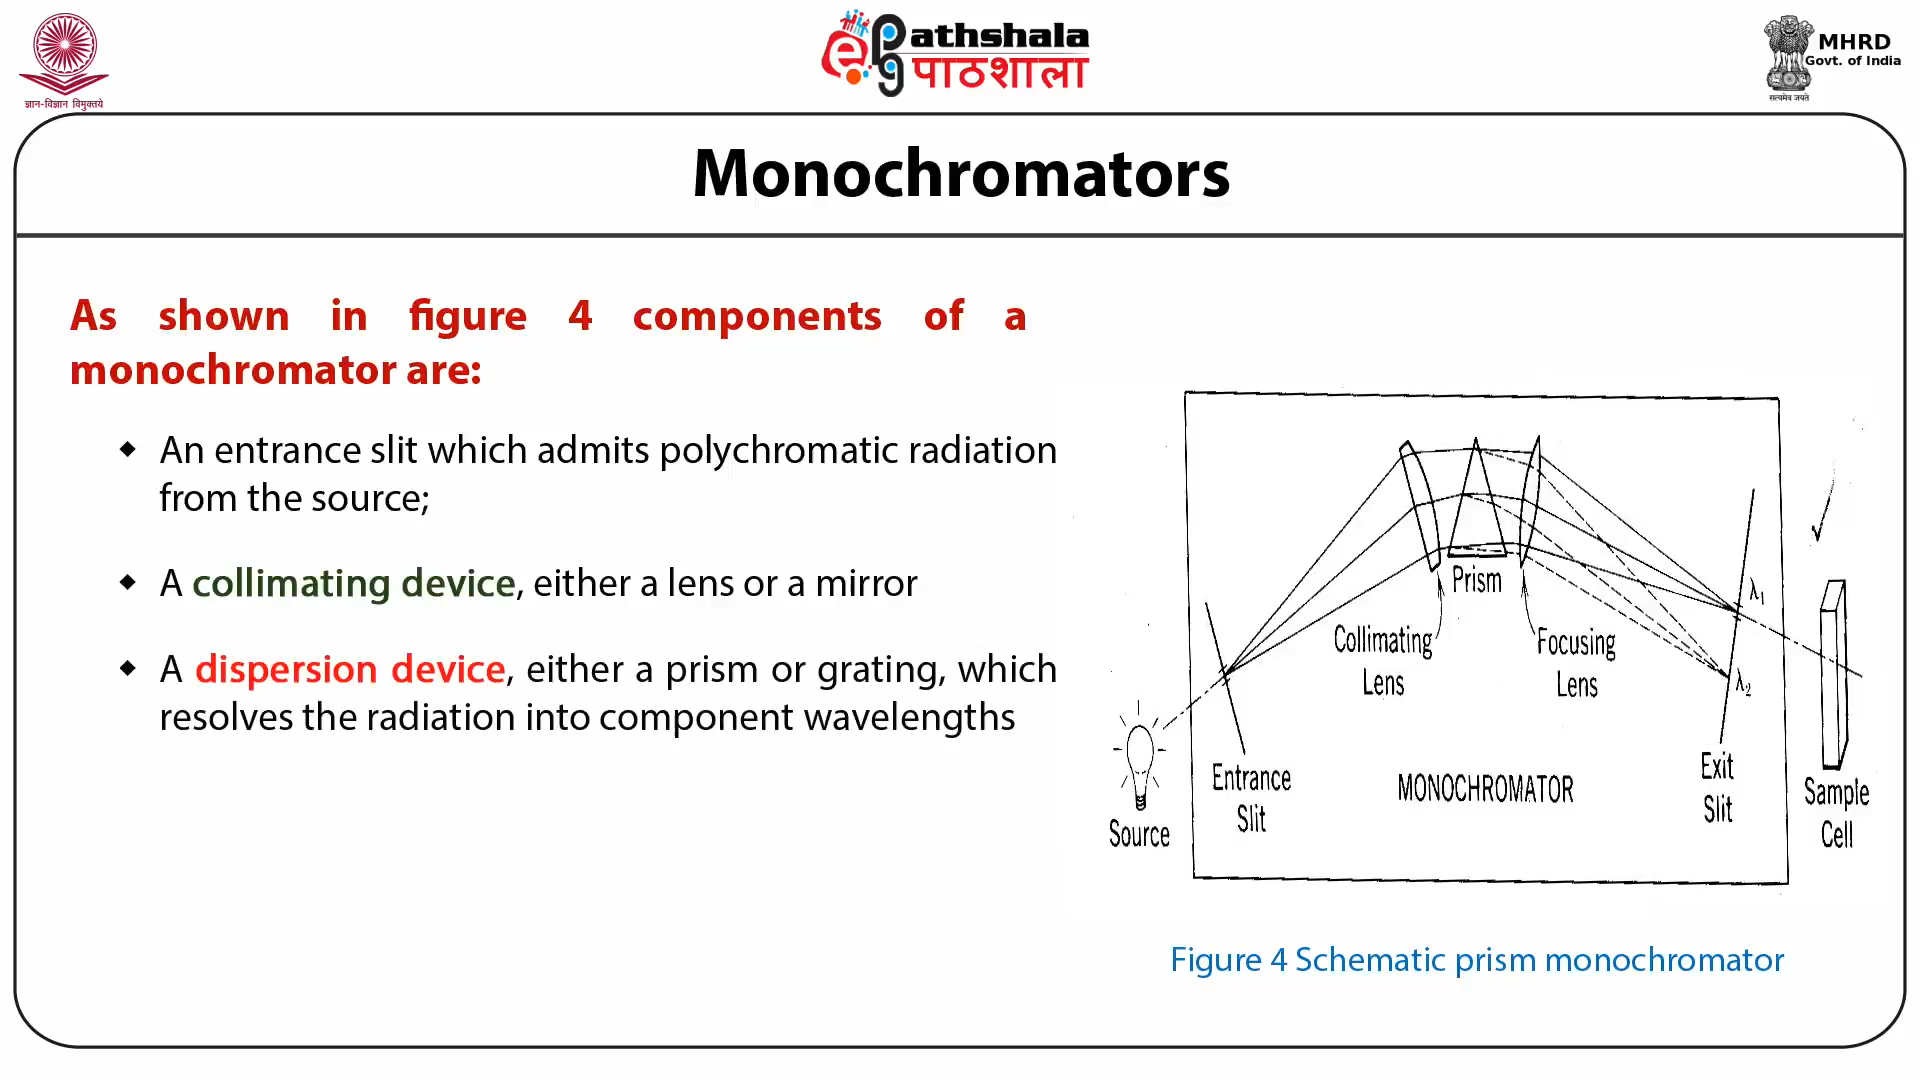 ज्ञान-विज्ञान विमुक्तये
ePathshala
पाठशाला
MHRD
Govt. of India
सत्यमेव जयते
Monochromators
As shown in figure 4 components of a
monochromator are:
◆ An entrance slit which admits polychromatic radiation
from the source;
◆ A collimating device, either a lens or a mirror
◆ A dispersion device, either a prism or grating, which
resolves the radiation into component wavelengths
Prism
Collimating
Lens
Focusing
Lens
λ1
λ2
Entrance
Slit
MONOCHROMATOR
Exit
Slit
Source
Sample
Cell
Figure 4 Schematic prism monochromator